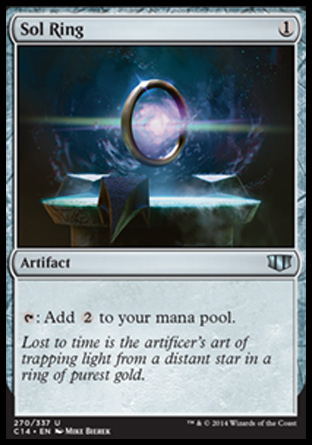 Sol Ring 1
Artifact
: Add 2 to your mana pool.
Lost to time is the artificer's art of
trapping light from a distant star in a
ring of purest gold.
270/337 U
C14 • EN Mike Bierek
™ & © 2014 Wizards of the Coast